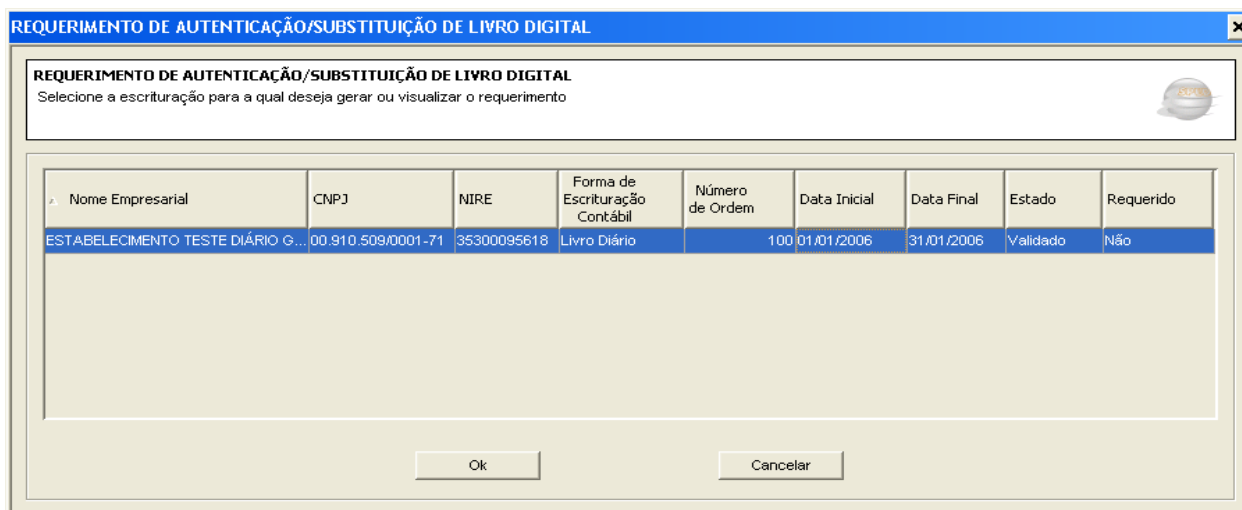 REQUERIMENTO DE AUTENTICAÇÃO/SUBSTITUIÇÃO DE LIVRO DIGITAL
REQUERIMENTO DE AUTENTICAÇÃO/SUBSTITUIÇÃO DE LIVRO DIGITAL
Selecione a escrituração para a qual deseja gerar ou visualizar o requerimento
Nome Empresarial CNPJ NIRE Forma de Escrituração Contábil Número de Ordem Data Inicial Data Final Estado Requerido
ESTABELECIMENTO TESTE DIÁRIO G... 00.910.509/0001-71 35300095618 Livro Diário 100 01/01/2006 31/01/2006 Validado Não
Ok Cancelar